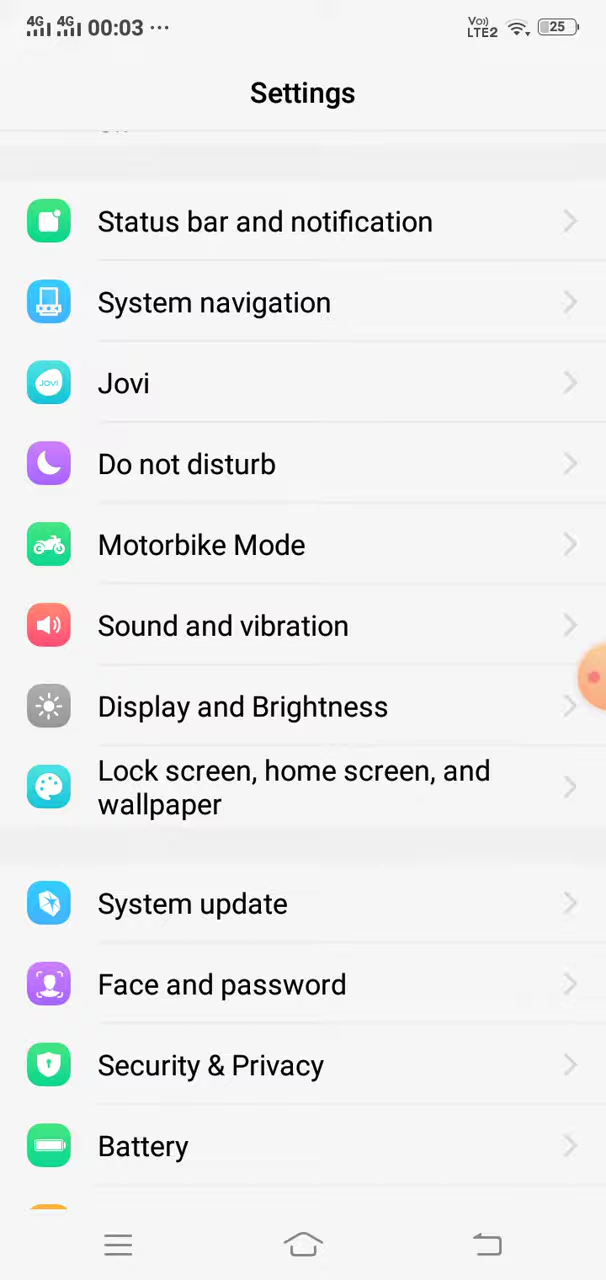 4G 4G 00:03 ··· Vo)) LTE2 25
Settings
Status bar and notification
System navigation
JOVI Jovi
Do not disturb
Motorbike Mode
Sound and vibration
Display and Brightness
Lock screen, home screen, and
wallpaper
System update
Face and password
Security & Privacy
Battery